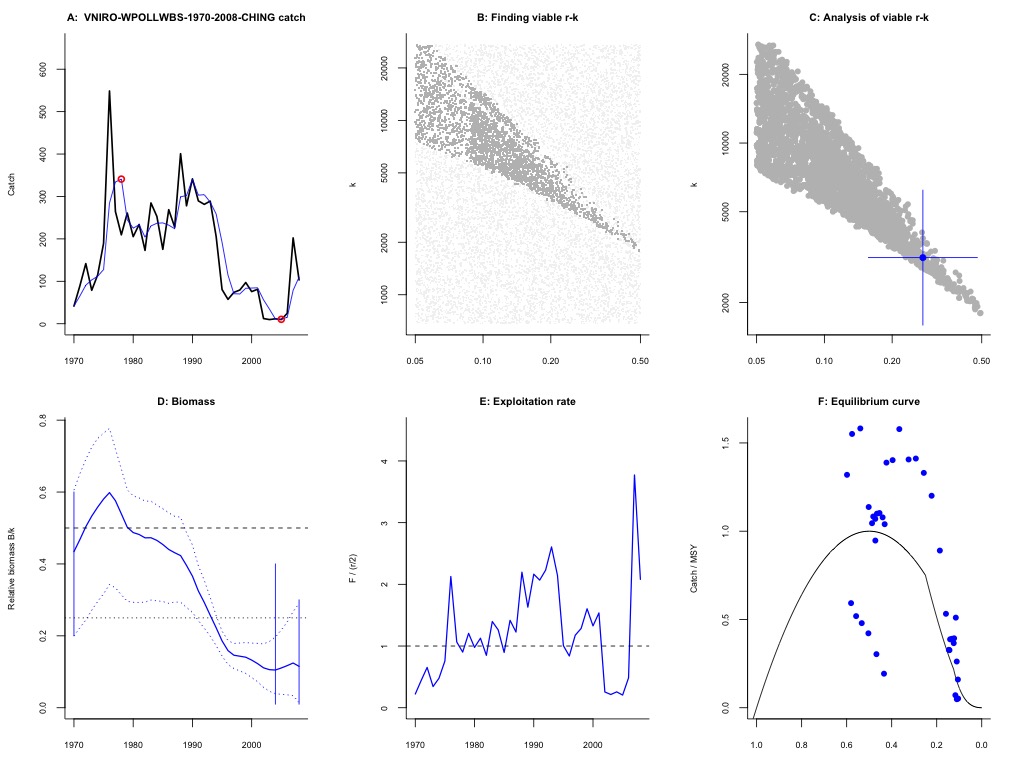 A:  VNIRO-WPOLLWBS-1970-2008-CHING catch
Catch
0 100 200 300 400 500 600
1970 1980 1990 2000
B: Finding viable r-k
k
1000 2000 5000 10000 20000
0.05 0.10 0.20 0.50
C: Analysis of viable r-k
k
2000 5000 10000 20000
0.05 0.10 0.20 0.50
D: Biomass
Relative biomass B/k
0.0 0.2 0.4 0.6 0.8
1970 1980 1990 2000
E: Exploitation rate
F / (r/2)
0 1 2 3 4
1970 1980 1990 2000
F: Equilibrium curve
Catch / MSY
0.0 0.5 1.0 1.5
1.0 0.8 0.6 0.4 0.2 0.0